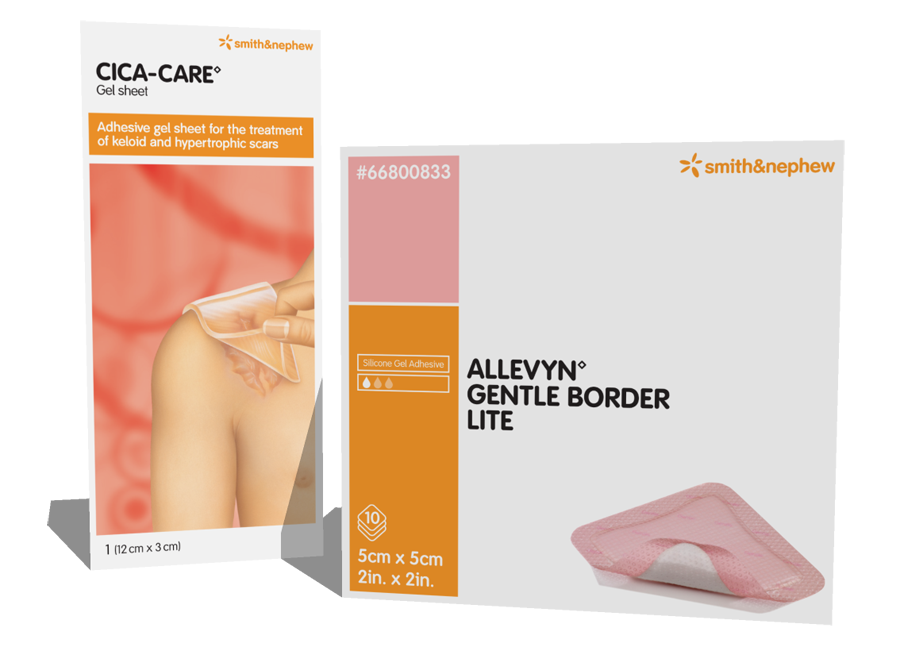 smith&nephew
CICA-CARE◇
Gel sheet
Adhesive gel sheet for the treatment
of keloid and hypertrophic scars
1 (12 cm x 3 cm)
#66800833
smith&nephew
Silicone Gel Adhesive
ALLEVYN◇
GENTLE BORDER
LITE
10
5cm x 5cm
2in. x 2in.